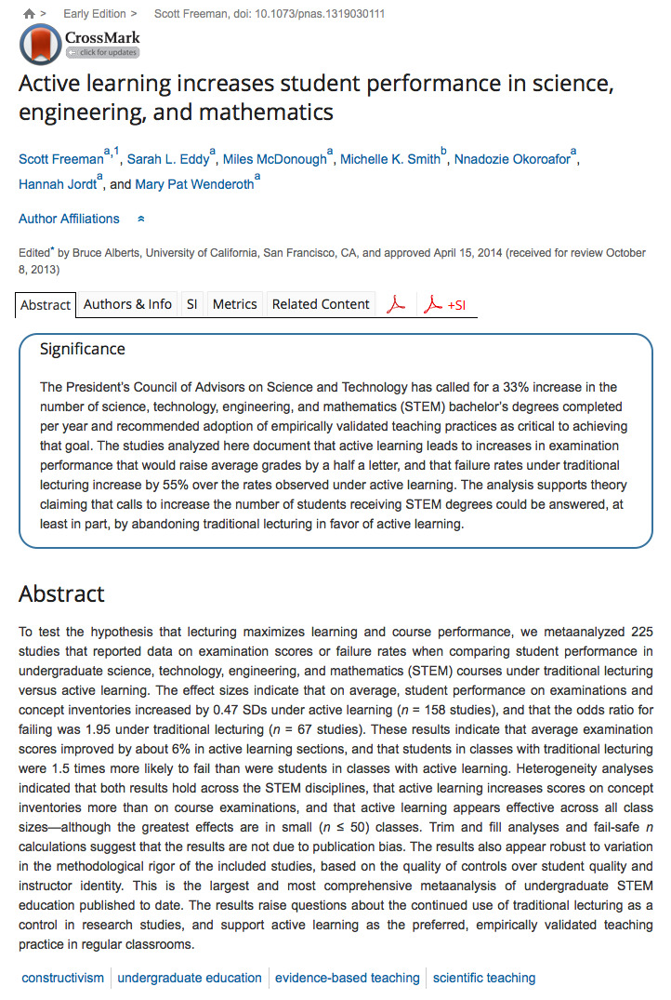 > Early Edition > Scott Freeman, doi: 10.1073/pnas.1319030111
CrossMark
click for updates
Active learning increases student performance in science,
engineering, and mathematics
Scott Freeman^a,1, Sarah L. Eddy^a, Miles McDonough^a, Michelle K. Smith^b, Nnadozie Okoroafor^a,
Hannah Jordt^a, and Mary Pat Wenderoth^a
Author Affiliations
Edited* by Bruce Alberts, University of California, San Francisco, CA, and approved April 15, 2014 (received for review October
8, 2013)
Abstract Authors & Info SI Metrics Related Content +SI
Significance
The President's Council of Advisors on Science and Technology has called for a 33% increase in the
number of science, technology, engineering, and mathematics (STEM) bachelor's degrees completed
per year and recommended adoption of empirically validated teaching practices as critical to achieving
that goal. The studies analyzed here document that active learning leads to increases in examination
performance that would raise average grades by a half a letter, and that failure rates under traditional
lecturing increase by 55% over the rates observed under active learning. The analysis supports theory
claiming that calls to increase the number of students receiving STEM degrees could be answered, at
least in part, by abandoning traditional lecturing in favor of active learning.
Abstract
To test the hypothesis that lecturing maximizes learning and course performance, we metaanalyzed 225
studies that reported data on examination scores or failure rates when comparing student performance in
undergraduate science, technology, engineering, and mathematics (STEM) courses under traditional lecturing
versus active learning. The effect sizes indicate that on average, student performance on examinations and
concept inventories increased by 0.47 SDs under active learning (n = 158 studies), and that the odds ratio for
failing was 1.95 under traditional lecturing (n = 67 studies). These results indicate that average examination
scores improved by about 6% in active learning sections, and that students in classes with traditional lecturing
were 1.5 times more likely to fail than were students in classes with active learning. Heterogeneity analyses
indicated that both results hold across the STEM disciplines, that active learning increases scores on concept
inventories more than on course examinations, and that active learning appears effective across all class
sizes—although the greatest effects are in small (n ≤ 50) classes. Trim and fill analyses and fail-safe n
calculations suggest that the results are not due to publication bias. The results also appear robust to variation
in the methodological rigor of the included studies, based on the quality of controls over student quality and
instructor identity. This is the largest and most comprehensive metaanalysis of undergraduate STEM
education published to date. The results raise questions about the continued use of traditional lecturing as a
control in research studies, and support active learning as the preferred, empirically validated teaching
practice in regular classrooms.
constructivism undergraduate education evidence-based teaching scientific teaching